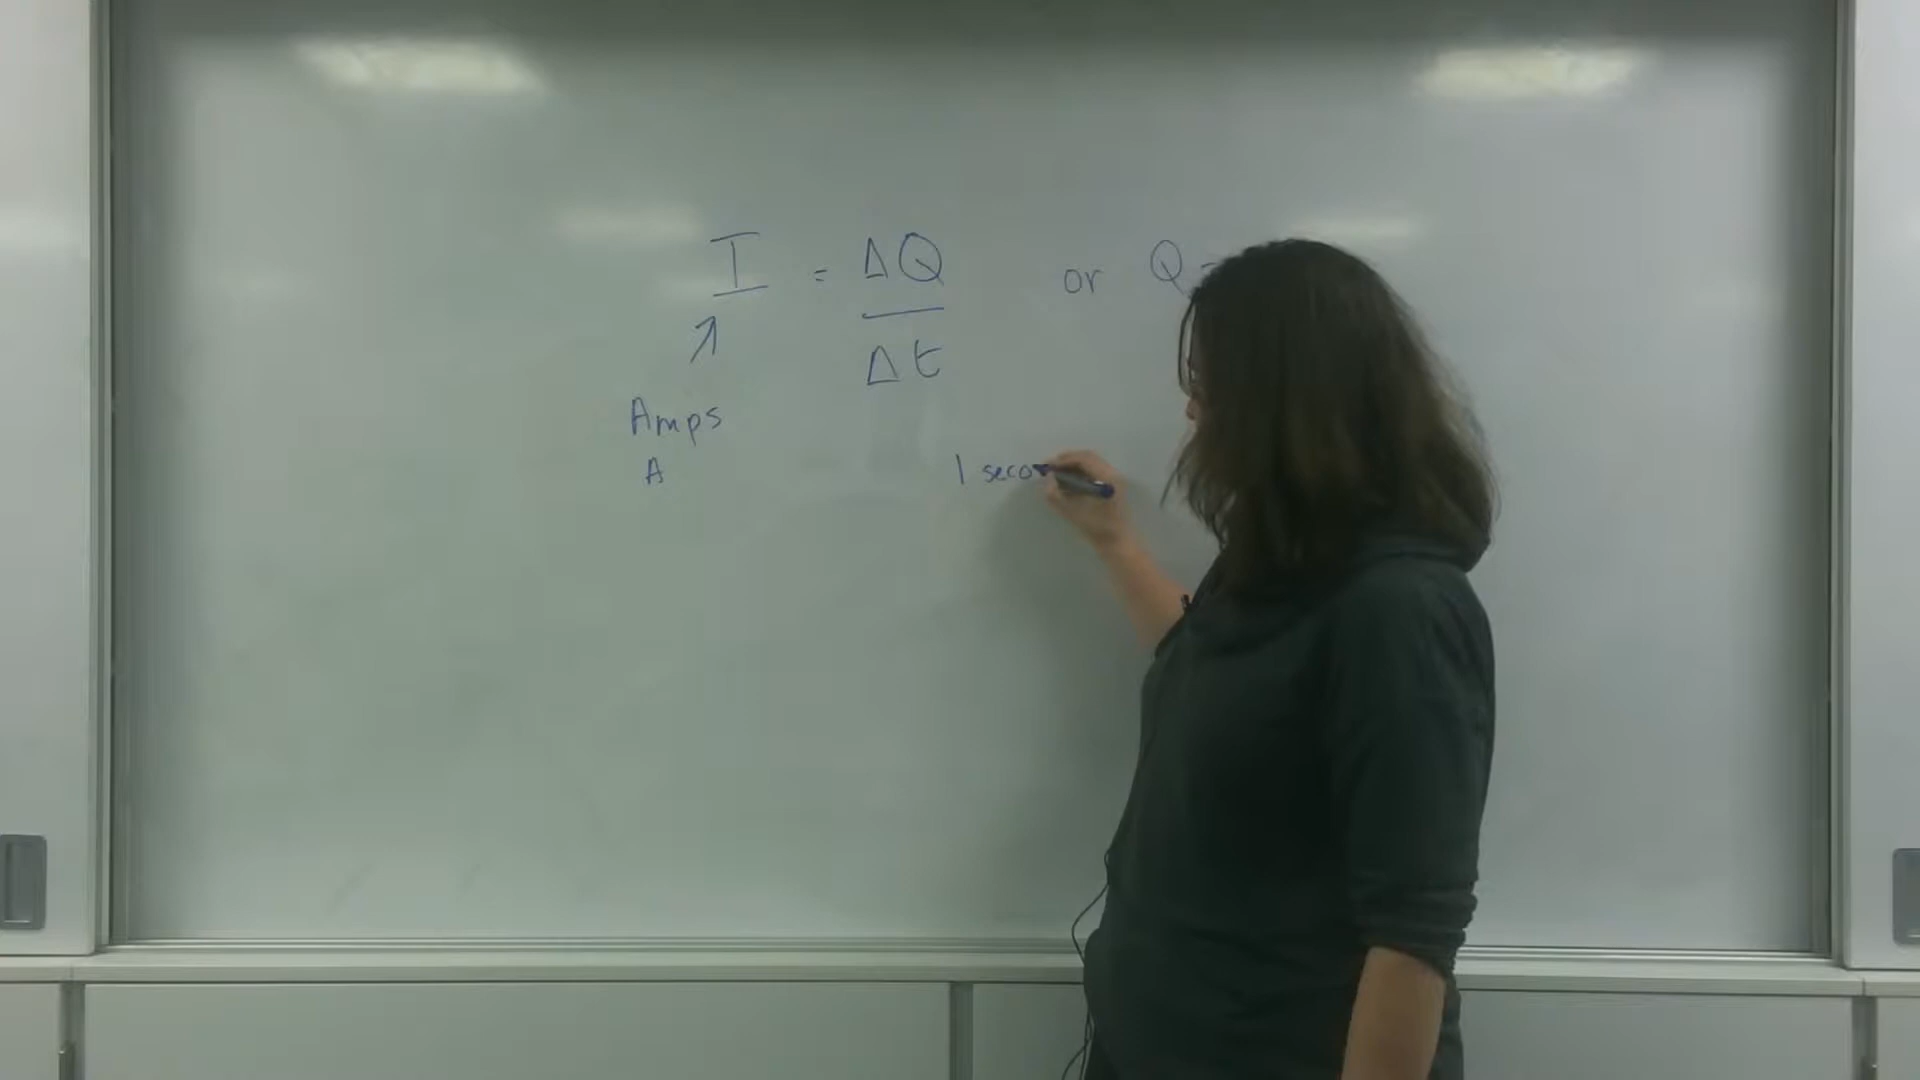 I = ΔQ / Δt or Q =
Amps
A
1 seco